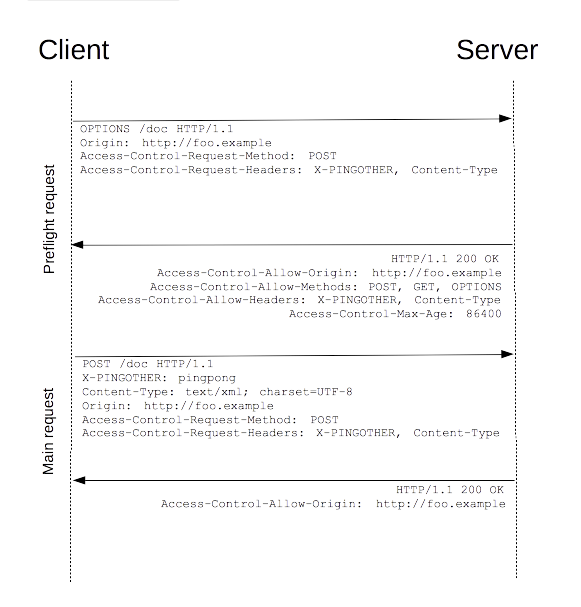 Client
Server
OPTIONS /doc HTTP/1.1
Origin: http://foo.example
Access-Control-Request-Method: POST
Access-Control-Request-Headers: X-PINGOTHER, Content-Type
Preflight request
HTTP/1.1 200 OK
Access-Control-Allow-Origin: http://foo.example
Access-Control-Allow-Methods: POST, GET, OPTIONS
Access-Control-Allow-Headers: X-PINGOTHER, Content-Type
Access-Control-Max-Age: 86400
POST /doc HTTP/1.1
X-PINGOTHER: pingpong
Content-Type: text/xml; charset=UTF-8
Origin: http://foo.example
Access-Control-Request-Method: POST
Access-Control-Request-Headers: X-PINGOTHER, Content-Type
Main request
HTTP/1.1 200 OK
Access-Control-Allow-Origin: http://foo.example